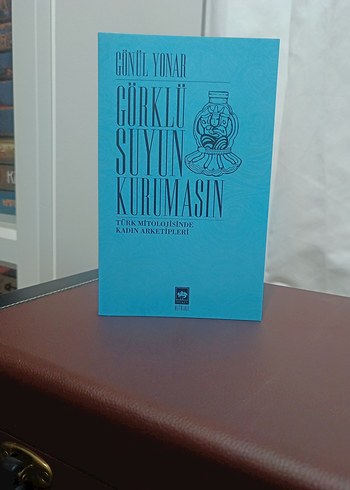 GÖNÜL YONAR
GÖRKLÜ
SUYUN
KURUMASIN
TÜRK MİTOLOJİSİNDE
KADIN ARKETİPLERİ